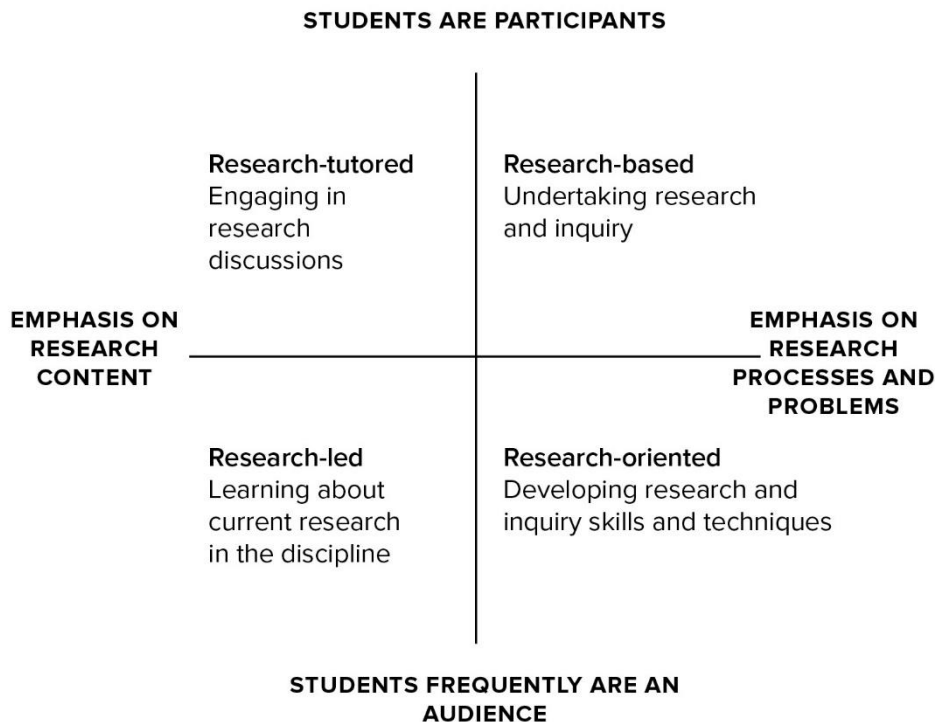 STUDENTS ARE PARTICIPANTS
Research-tutored
Engaging in
research
discussions
Research-based
Undertaking research
and inquiry
EMPHASIS ON
RESEARCH
CONTENT
EMPHASIS ON
RESEARCH
PROCESSES AND
PROBLEMS
Research-led
Learning about
current research
in the discipline
Research-oriented
Developing research and
inquiry skills and techniques
STUDENTS FREQUENTLY ARE AN
AUDIENCE